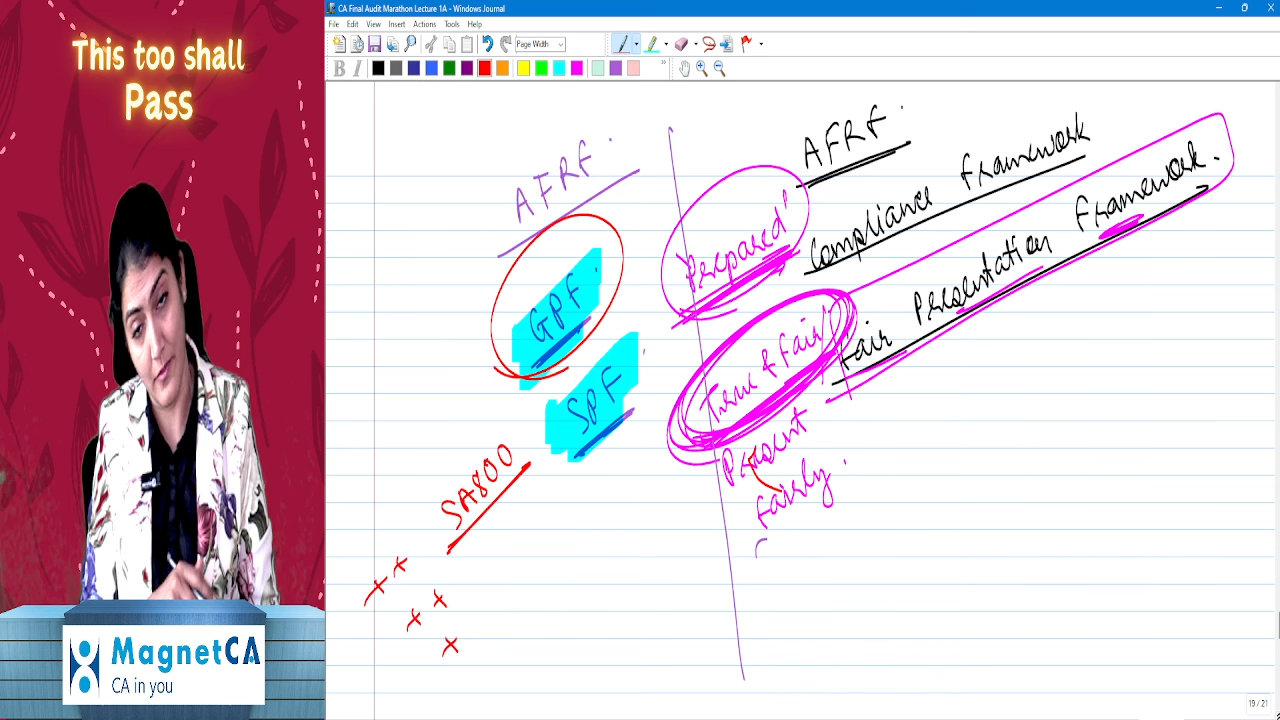 This too shall
Pass
CA Final Audit Marathon Lecture 1A - Windows Journal
File Edit View Insert Actions Tools Help
Page Width
B I
AFRF.
GPF.
SPF
SA800
AFRF.
'Prepared'
Compliance Framework
True & fair
Fair Presentation Framework.
Present
fairly.
MagnetCA
CA in you
19 / 21